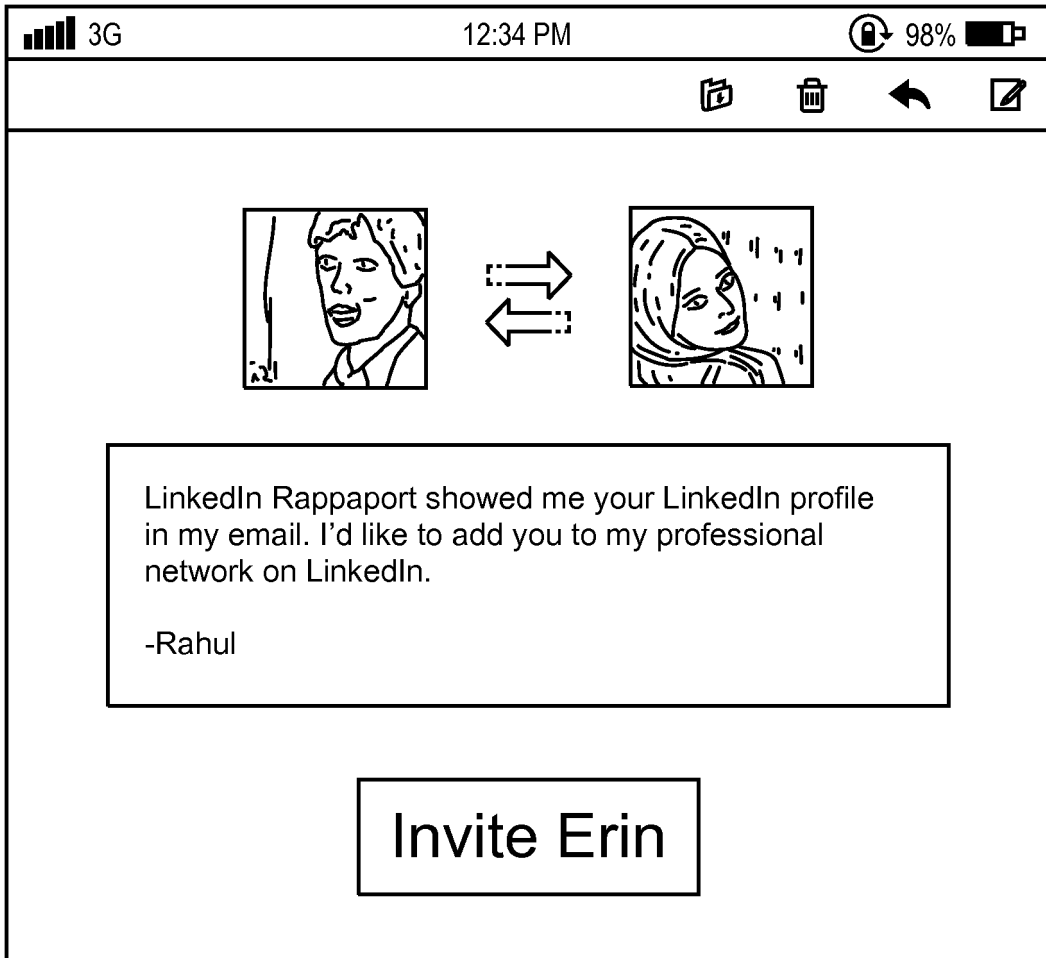 3G 12:34 PM 98%
LinkedIn Rappaport showed me your LinkedIn profile
in my email. I'd like to add you to my professional
network on LinkedIn.
-Rahul
Invite Erin